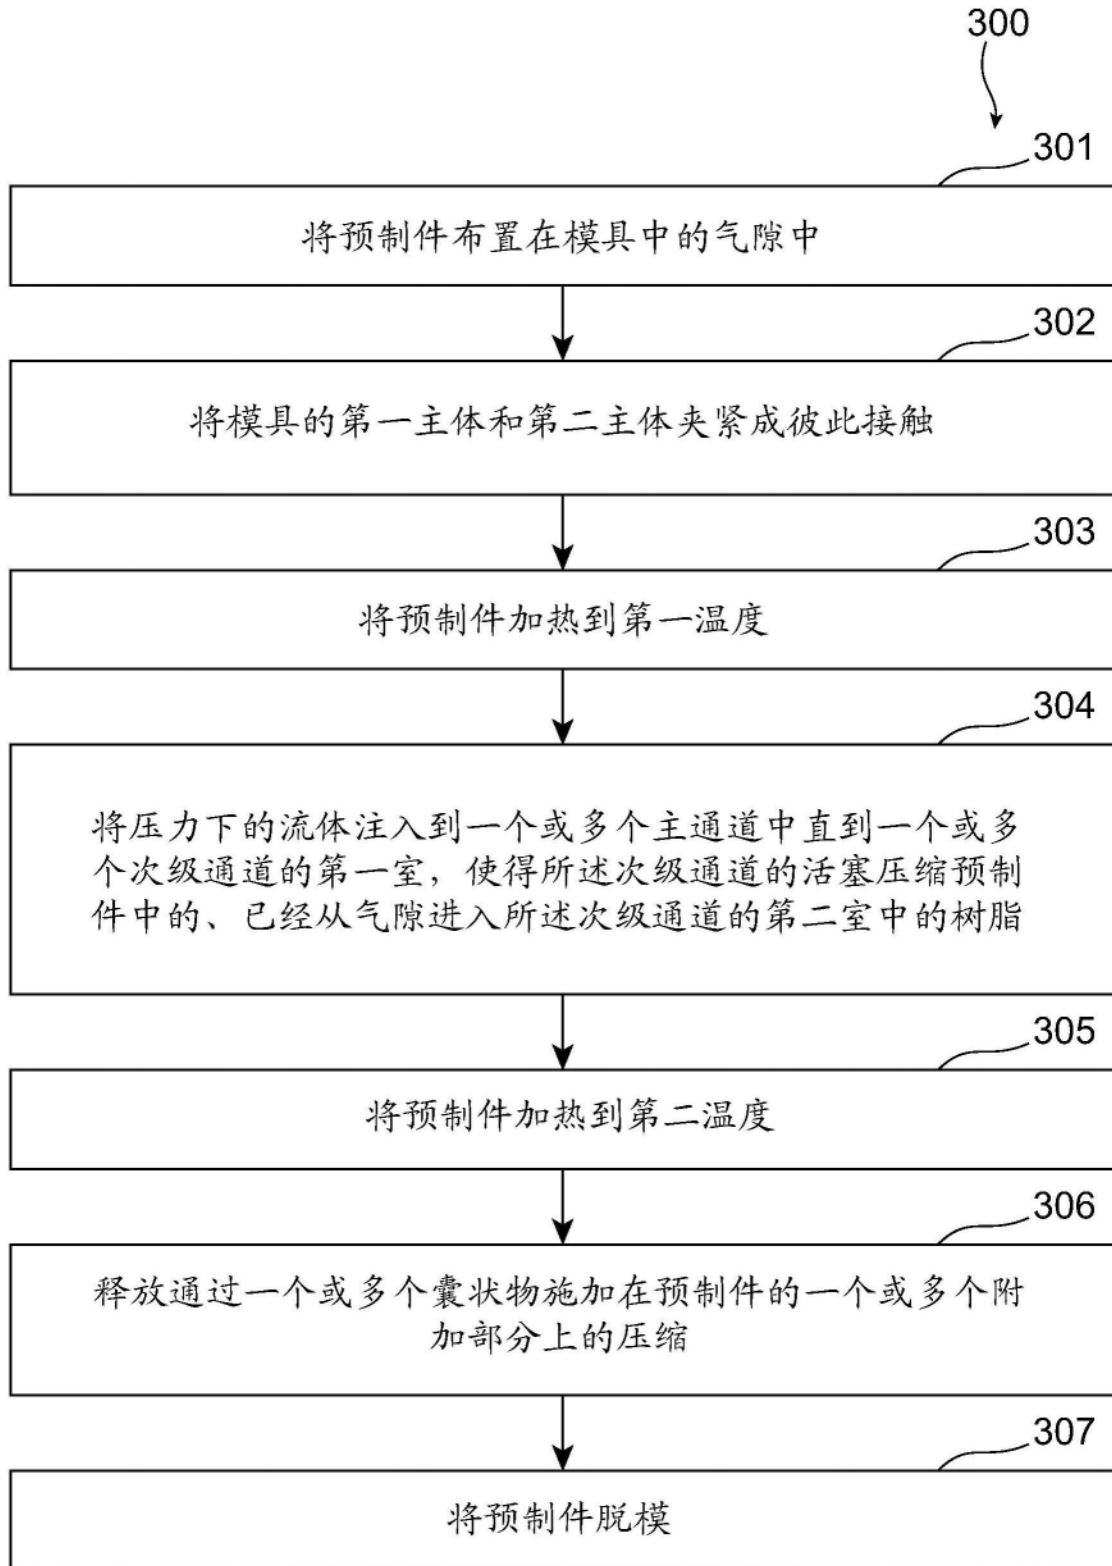 300
301
将预制件布置在模具中的气隙中
302
将模具的第一主体和第二主体夹紧成彼此接触
303
将预制件加热到第一温度
304
将压力下的流体注入到一个或多个主通道中直到一个或多
个次级通道的第一室，使得所述次级通道的活塞压缩预制
件中的、已经从气隙进入所述次级通道的第二室中的树脂
305
将预制件加热到第二温度
306
释放通过一个或多个囊状物施加在预制件的一个或多个附
加部分上的压缩
307
将预制件脱模